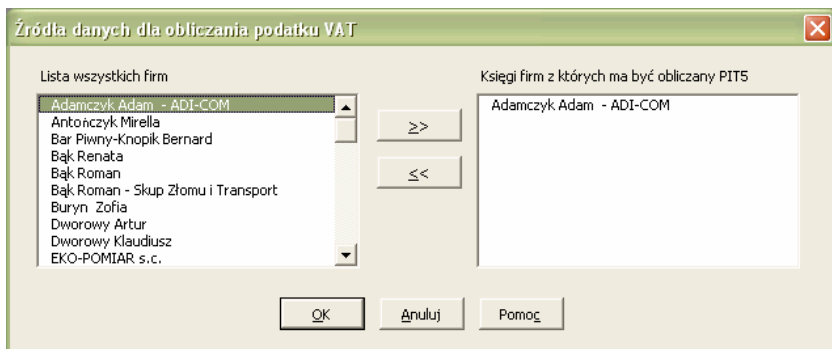 Źródła danych dla obliczania podatku VAT
Lista wszystkich firm
Adamczyk Adam - ADI-COM
Antończyk Mirella
Bar Piwny-Knopik Bernard
Bąk Renata
Bąk Roman
Bąk Roman - Skup Złomu i Transport
Buryn Zofia
Dworowy Artur
Dworowy Klaudiusz
EKO-POMIAR s.c.
>>
<<
Księgi firm z których ma być obliczany PIT5
Adamczyk Adam - ADI-COM
OK
Anuluj
Pomoc